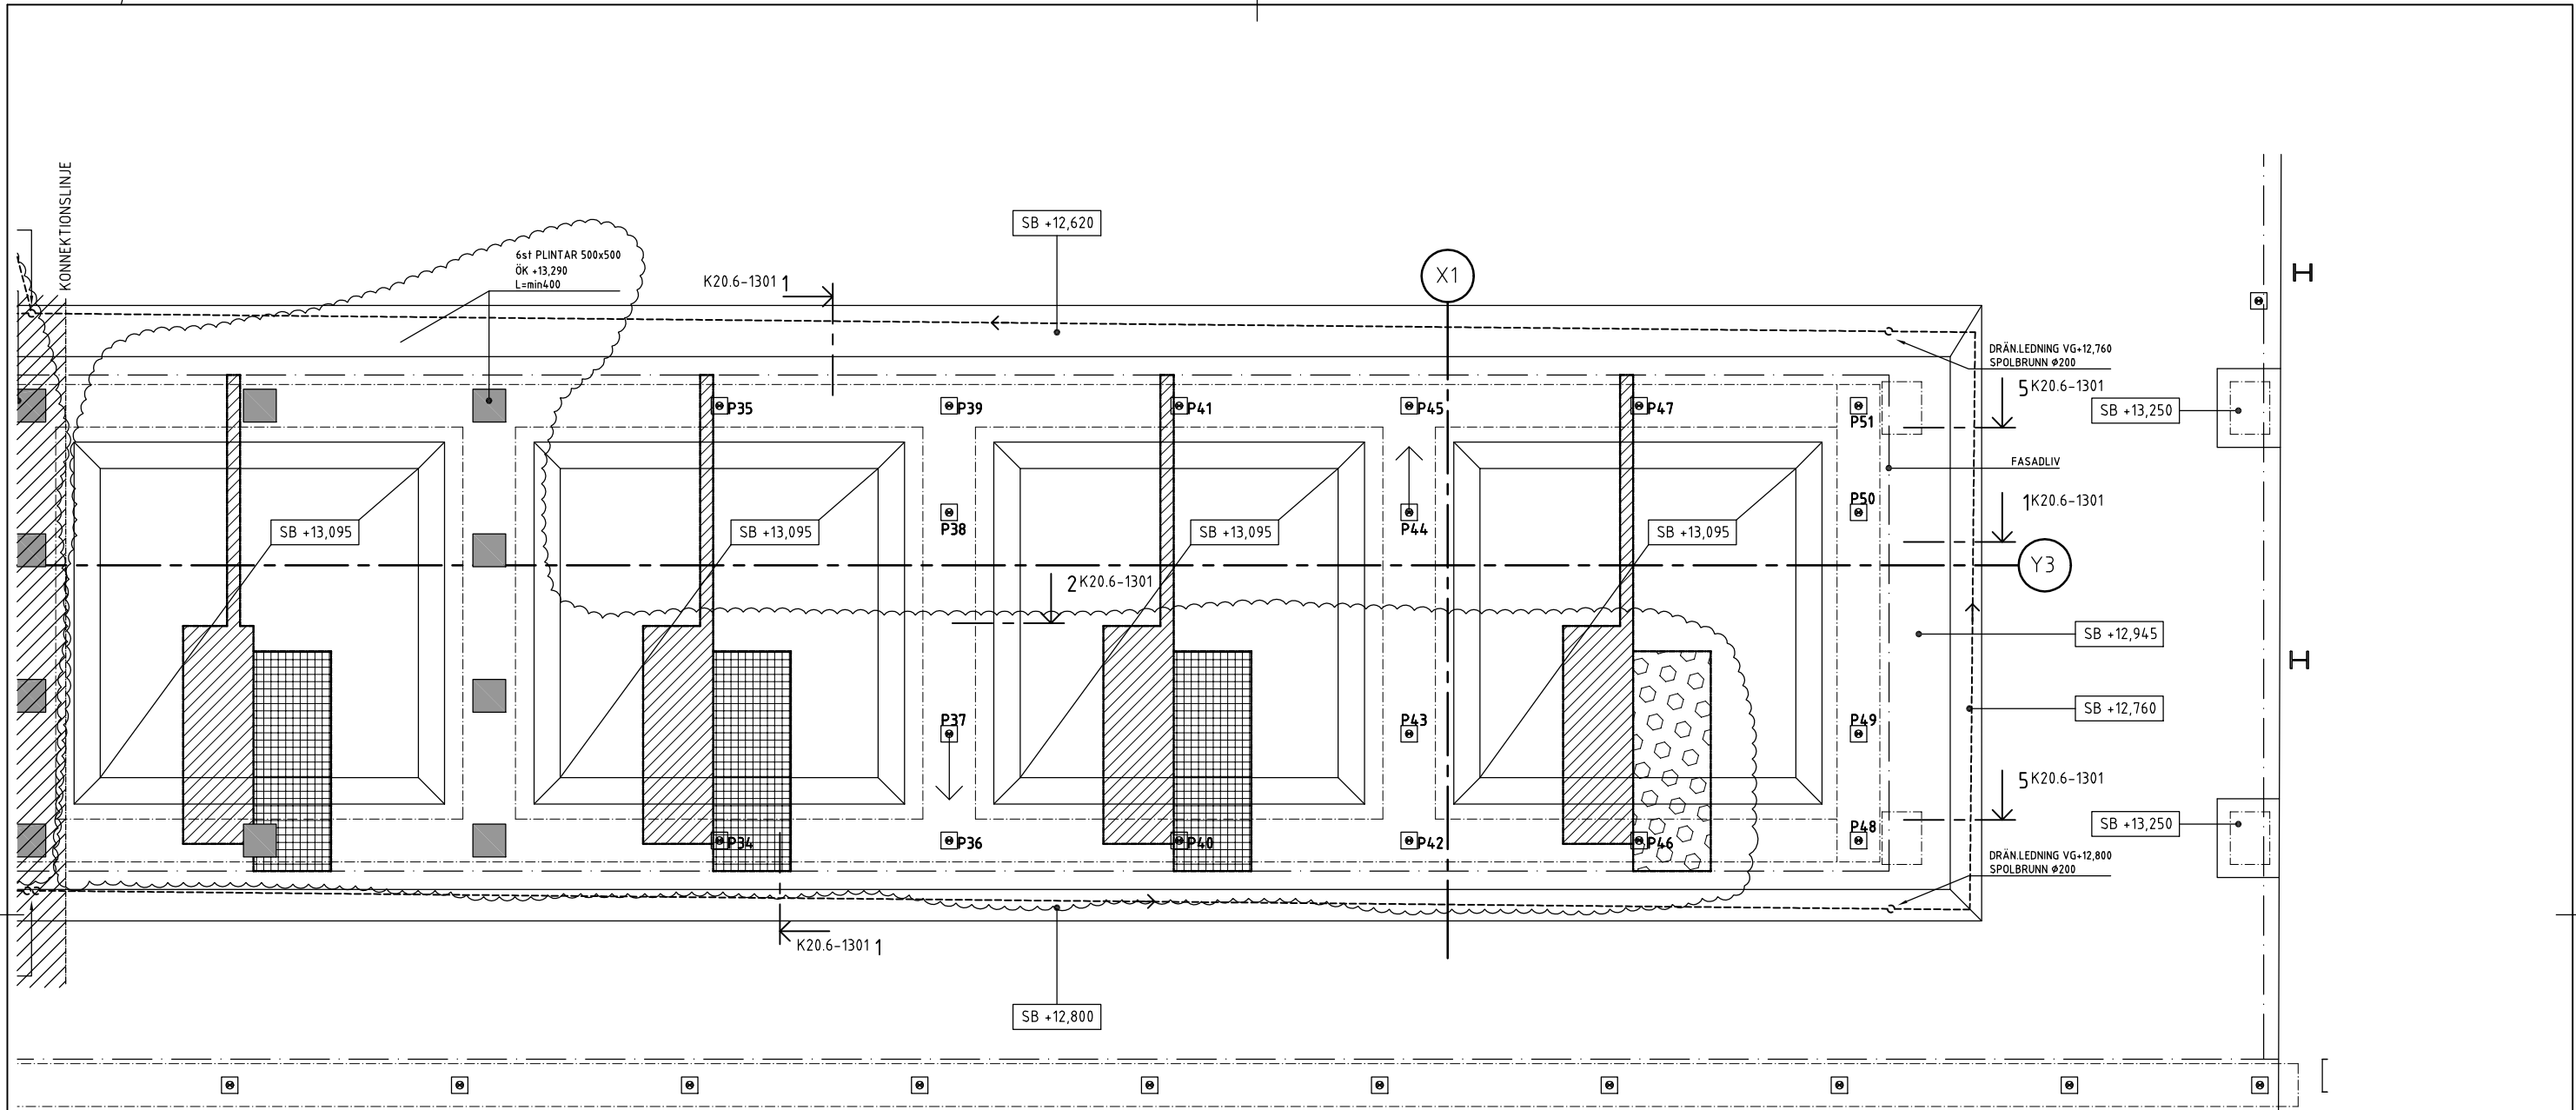 KONNEKTIONSLINJE
SB +12,620
6st PLINTAR 500x500
ÖK +13,290
L=min400
K20.6-1301 1
X1
H
DRÄN.LEDNING VG+12,760
SPOLBRUNN Ø200
5 K20.6-1301
SB +13,250
P35
P39
P41
P45
P47
P51
FASADLIV
P50
1 K20.6-1301
P38
P44
SB +13,095
SB +13,095
SB +13,095
SB +13,095
Y3
2 K20.6-1301
SB +12,945
H
SB +12,760
P37
P43
P49
5 K20.6-1301
SB +13,250
P48
P34
P36
P40
P42
P46
DRÄN.LEDNING VG+12,800
SPOLBRUNN Ø200
K20.6-1301 1
SB +12,800